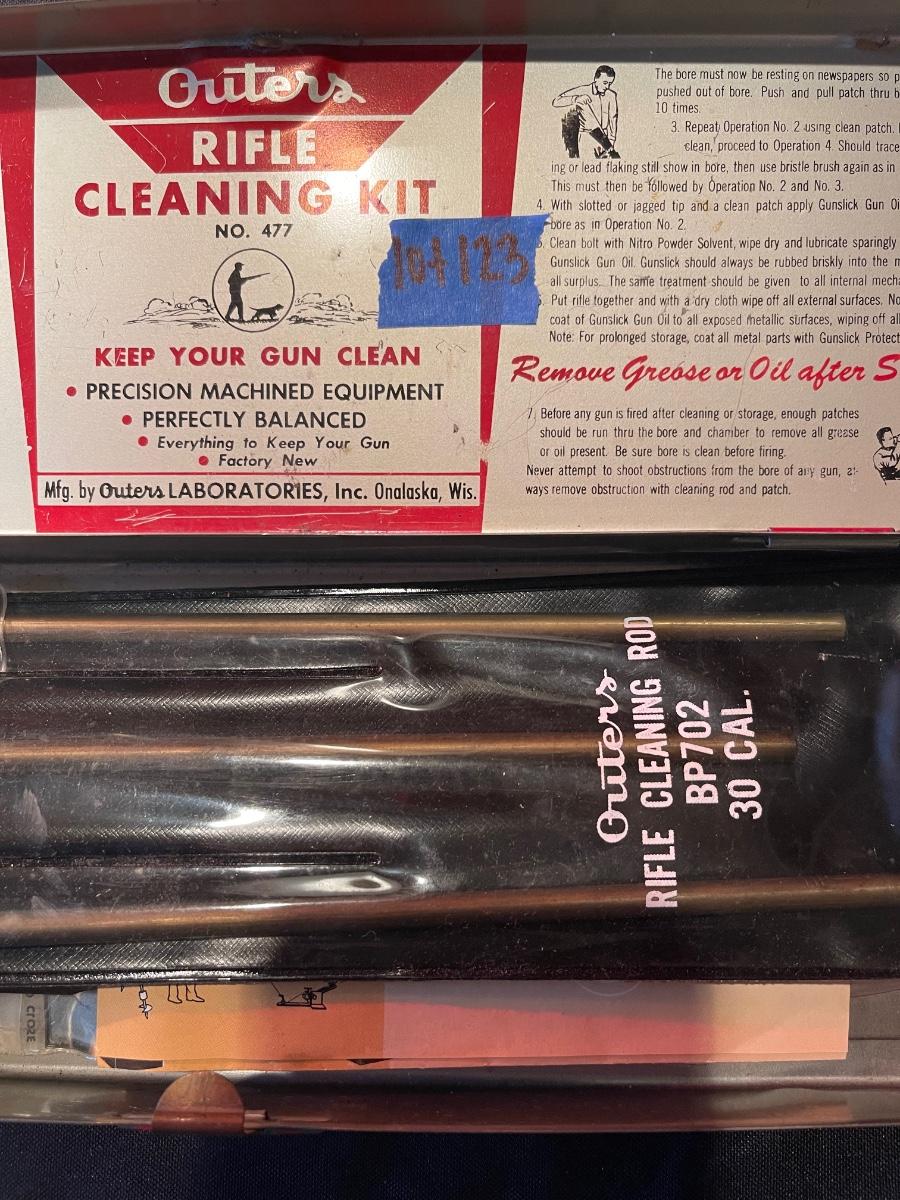 Outers
RIFLE
CLEANING KIT
NO. 477
KEEP YOUR GUN CLEAN
• PRECISION MACHINED EQUIPMENT
• PERFECTLY BALANCED
• Everything to Keep Your Gun
• Factory New
Mfg. by Outers LABORATORIES, Inc. Onalaska, Wis.
lot 123
The bore must now be resting on newspapers so p
pushed out of bore. Push and pull patch thru b
10 times.
3. Repeat Operation No. 2 using clean patch.
clean, proceed to Operation 4. Should trace
ing or lead flaking still show in bore, then use bristle brush again as in
This must then be followed by Operation No. 2 and No. 3.
4. With slotted or jagged tip and a clean patch apply Gunslick Gun Oi
bore as in Operation No. 2.
Clean bolt with Nitro Powder Solvent, wipe dry and lubricate sparingly
Gunslick Gun Oil. Gunslick should always be rubbed briskly into the m
all surplus. The same treatment should be given to all internal mecha
Put rifle together and with a dry cloth wipe off all external surfaces. No
coat of Gunslick Gun Oil to all exposed metallic surfaces, wiping off all
Note: For prolonged storage, coat all metal parts with Gunslick Protect
Remove Grease or Oil after S
7. Before any gun is fired after cleaning or storage, enough patches
should be run thru the bore and chamber to remove all grease
or oil present. Be sure bore is clean before firing.
Never attempt to shoot obstructions from the bore of any gun, al-
ways remove obstruction with cleaning rod and patch.
Outers
RIFLE CLEANING ROD
BP702
30 CAL.